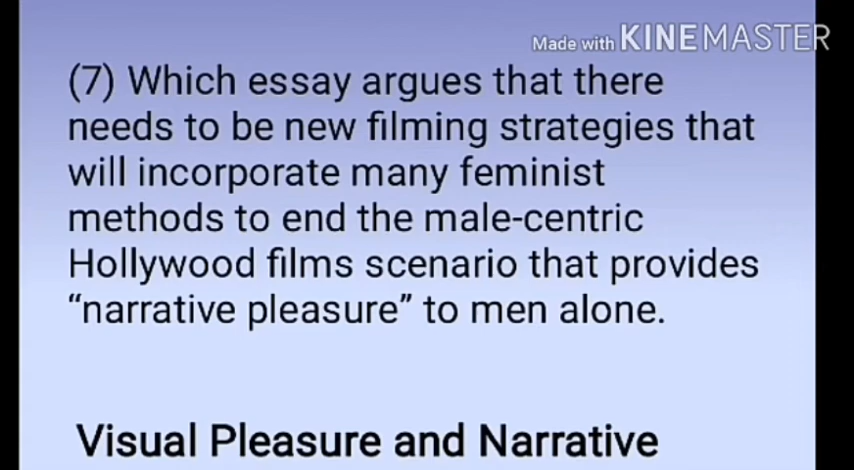 Made with KINEMASTER
(7) Which essay argues that there
needs to be new filming strategies that
will incorporate many feminist
methods to end the male-centric
Hollywood films scenario that provides
“narrative pleasure” to men alone.
Visual Pleasure and Narrative